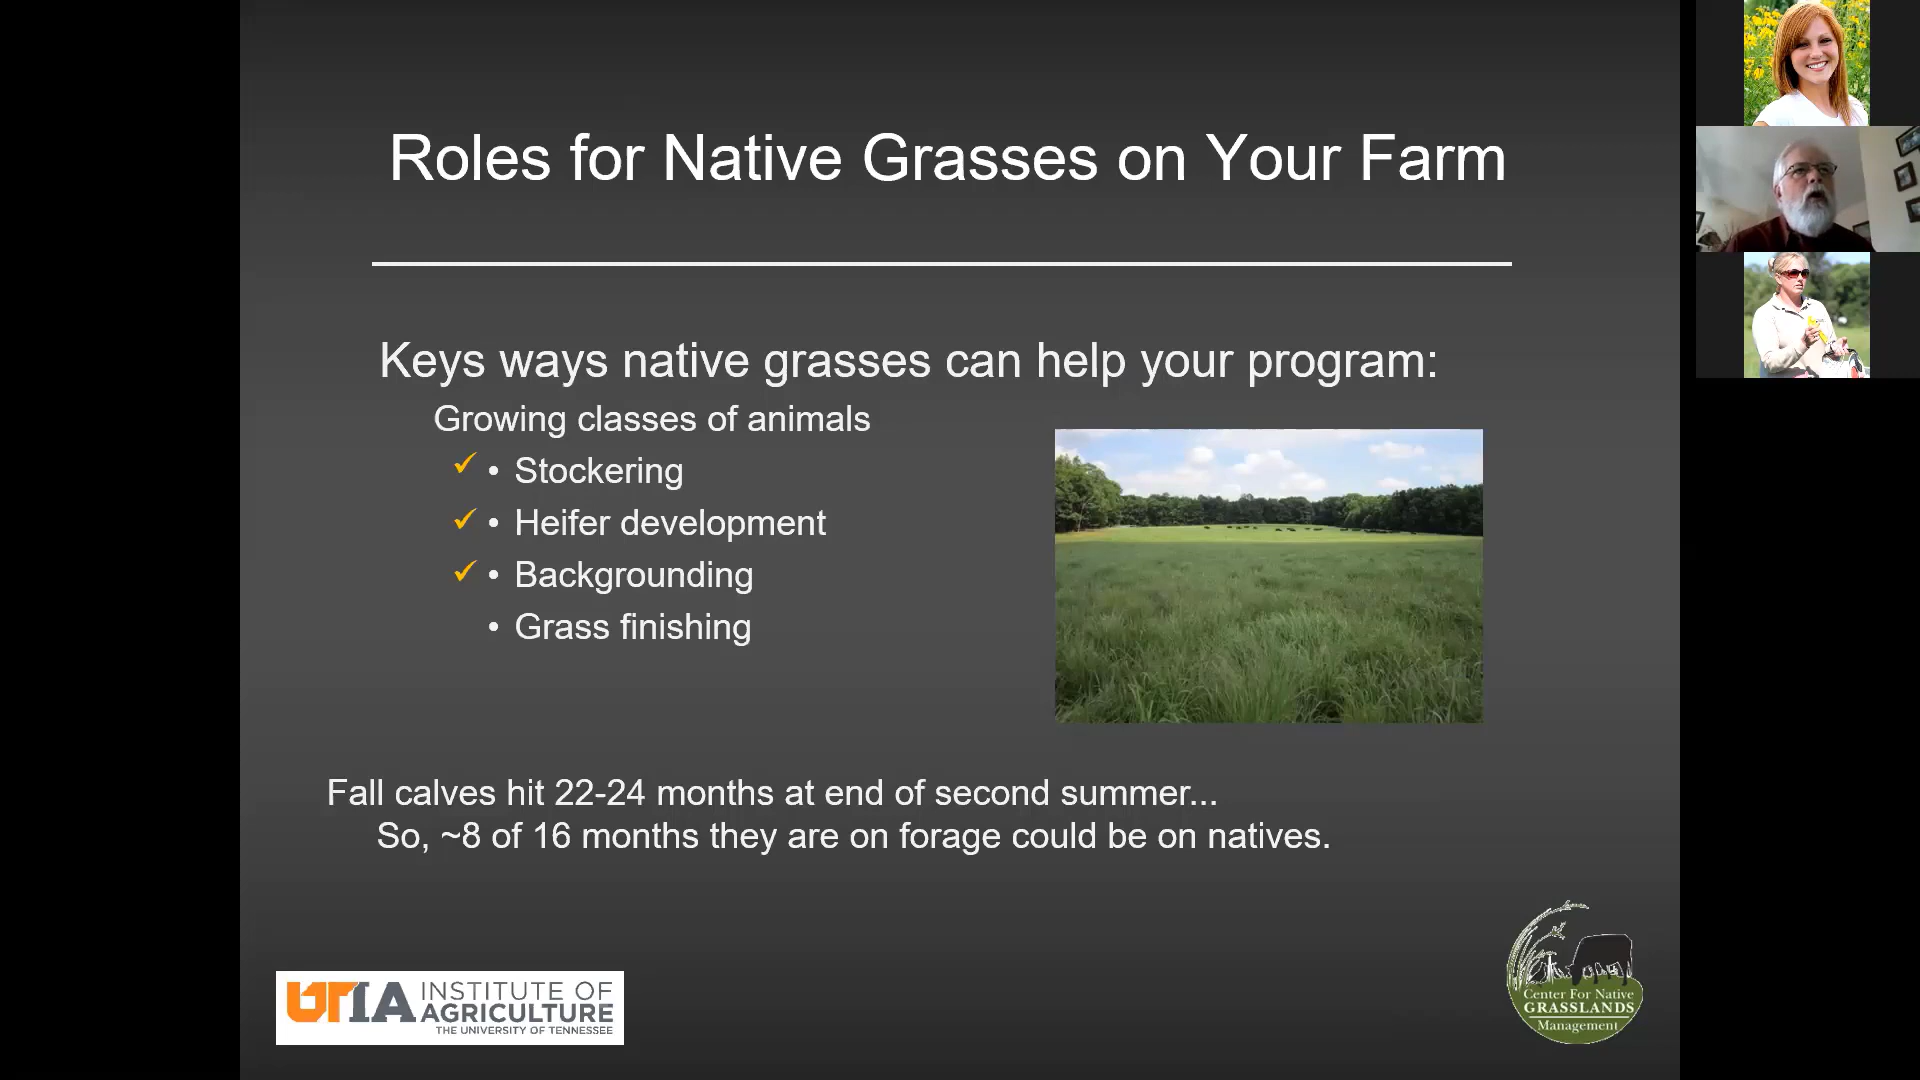 Roles for Native Grasses on Your Farm
Keys ways native grasses can help your program:
Growing classes of animals
✓ • Stockering
✓ • Heifer development
✓ • Backgrounding
• Grass finishing
Fall calves hit 22-24 months at end of second summer...
So, ~8 of 16 months they are on forage could be on natives.
UTIA INSTITUTE OF
AGRICULTURE
THE UNIVERSITY OF TENNESSEE
Center For Native
GRASSLANDS
Management